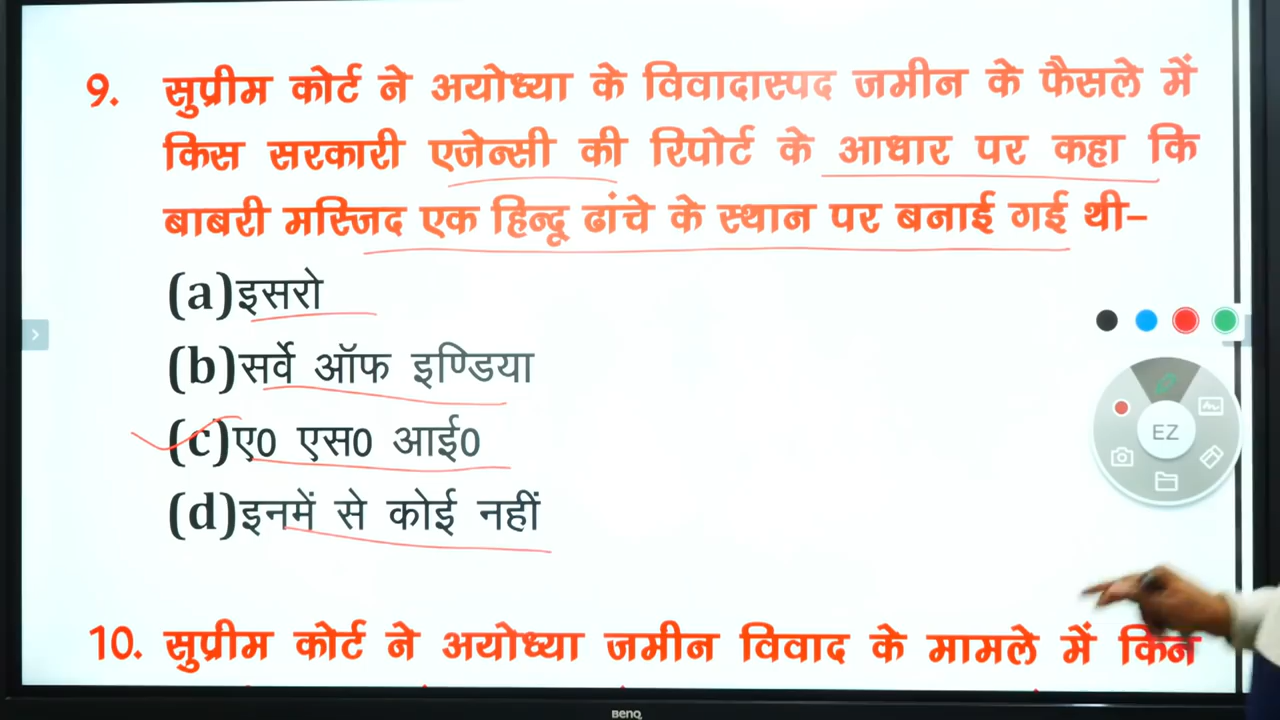 9. सुप्रीम कोर्ट ने अयोध्या के विवादास्पद जमीन के फैसले में
किस सरकारी एजेन्सी की रिपोर्ट के आधार पर कहा कि
बाबरी मस्जिद एक हिन्दू ढांचे के स्थान पर बनाई गई थी–
(a)इसरो
(b)सर्वे ऑफ इण्डिया
(c)ए0 एस0 आई0
(d)इनमें से कोई नहीं
EZ
10. सुप्रीम कोर्ट ने अयोध्या जमीन विवाद के मामले में किन
BenQ